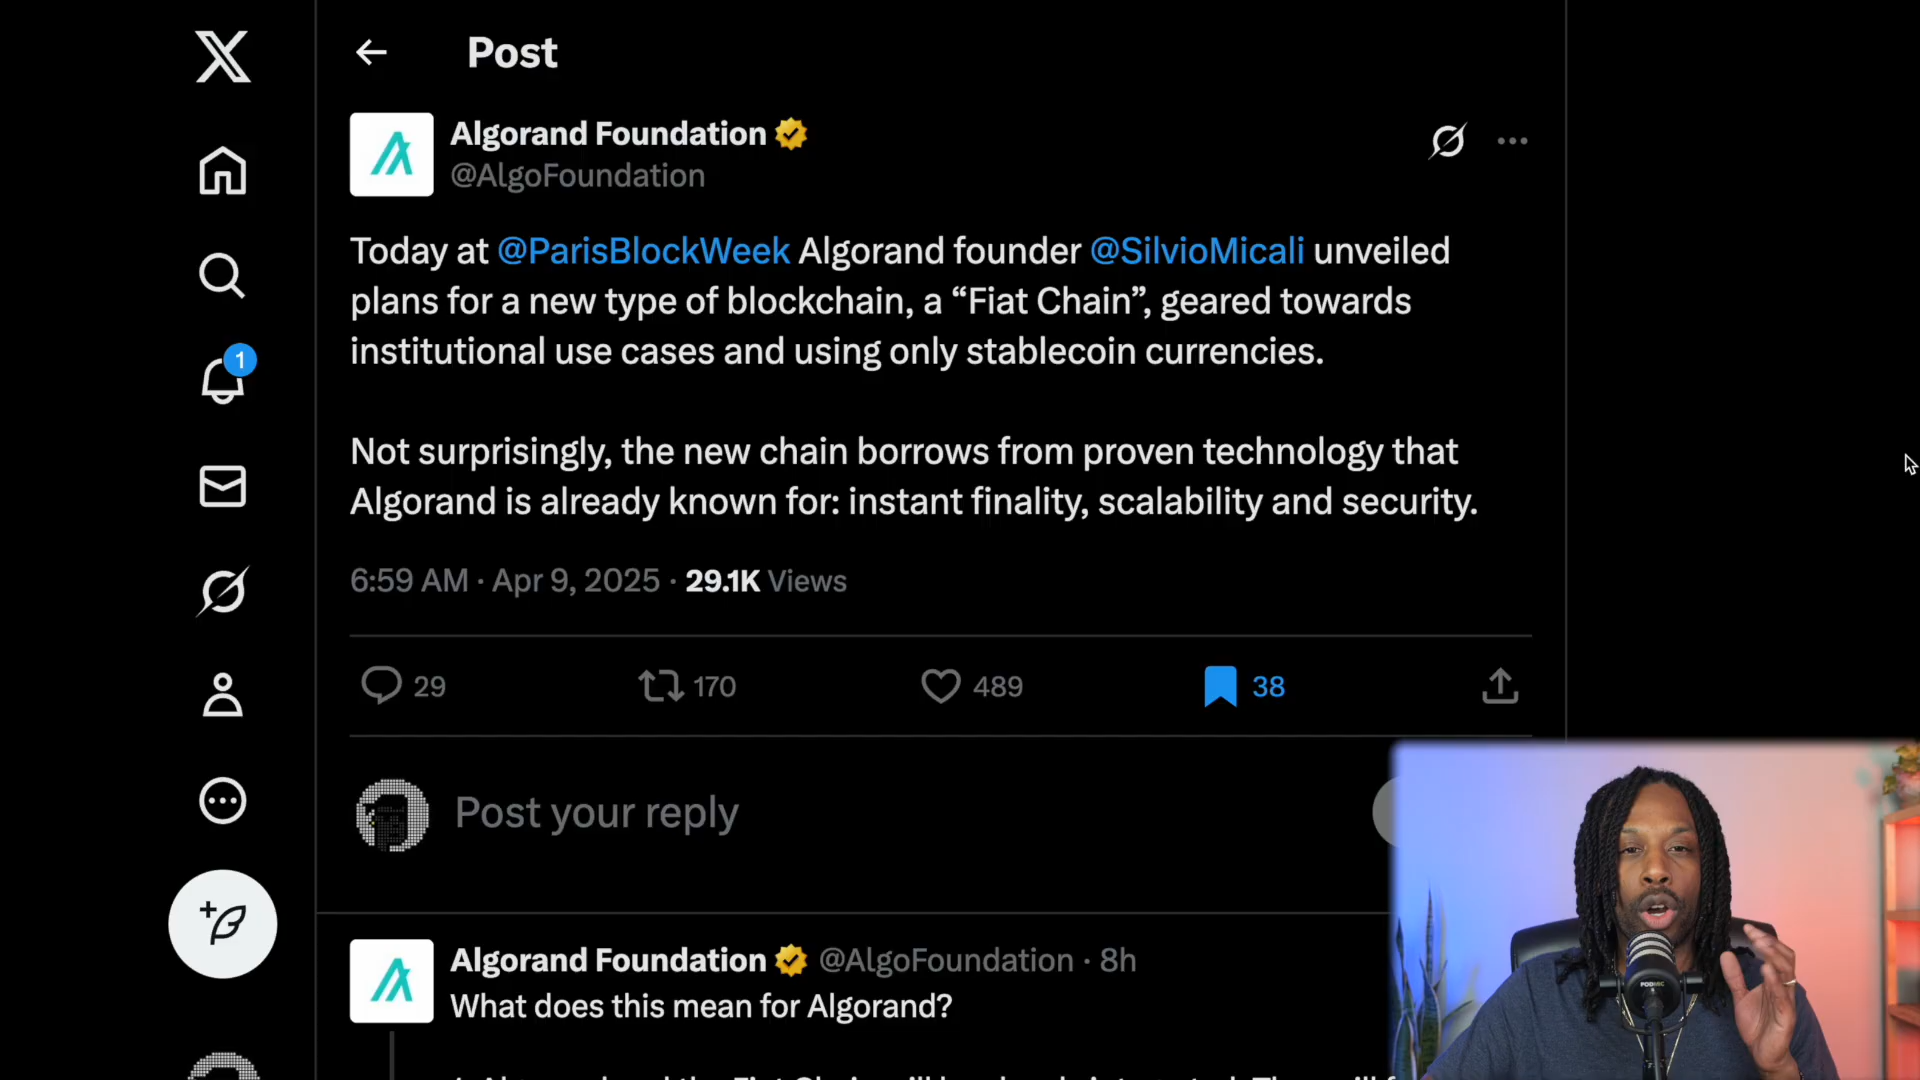 Post
Algorand Foundation
@AlgoFoundation
Today at @ParisBlockWeek Algorand founder @SilvioMicali unveiled
plans for a new type of blockchain, a “Fiat Chain”, geared towards
institutional use cases and using only stablecoin currencies.
Not surprisingly, the new chain borrows from proven technology that
Algorand is already known for: instant finality, scalability and security.
6:59 AM · Apr 9, 2025 · 29.1K Views
1
29 170 489 38
Post your reply
Algorand Foundation @AlgoFoundation · 8h
What does this mean for Algorand?
PODMIC